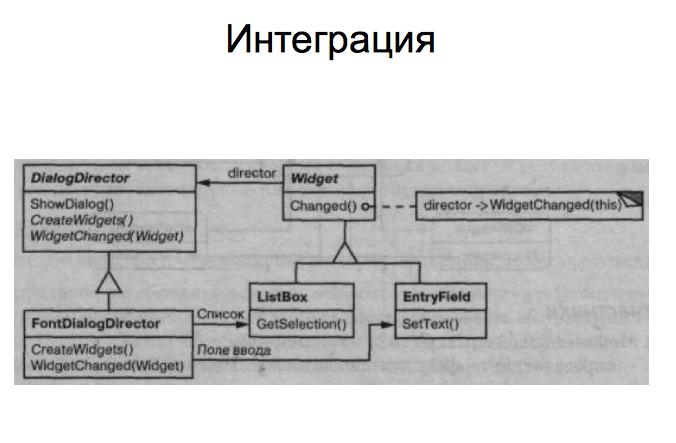 Интеграция
DialogDirector
ShowDialog()
CreateWidgets()
WidgetChanged(Widget)
director
Widget
Changed()
director ->WidgetChanged(this)
FontDialogDirector
CreateWidgets()
WidgetChanged(Widget)
Список
Поле ввода
ListBox
GetSelection()
EntryField
SetText()